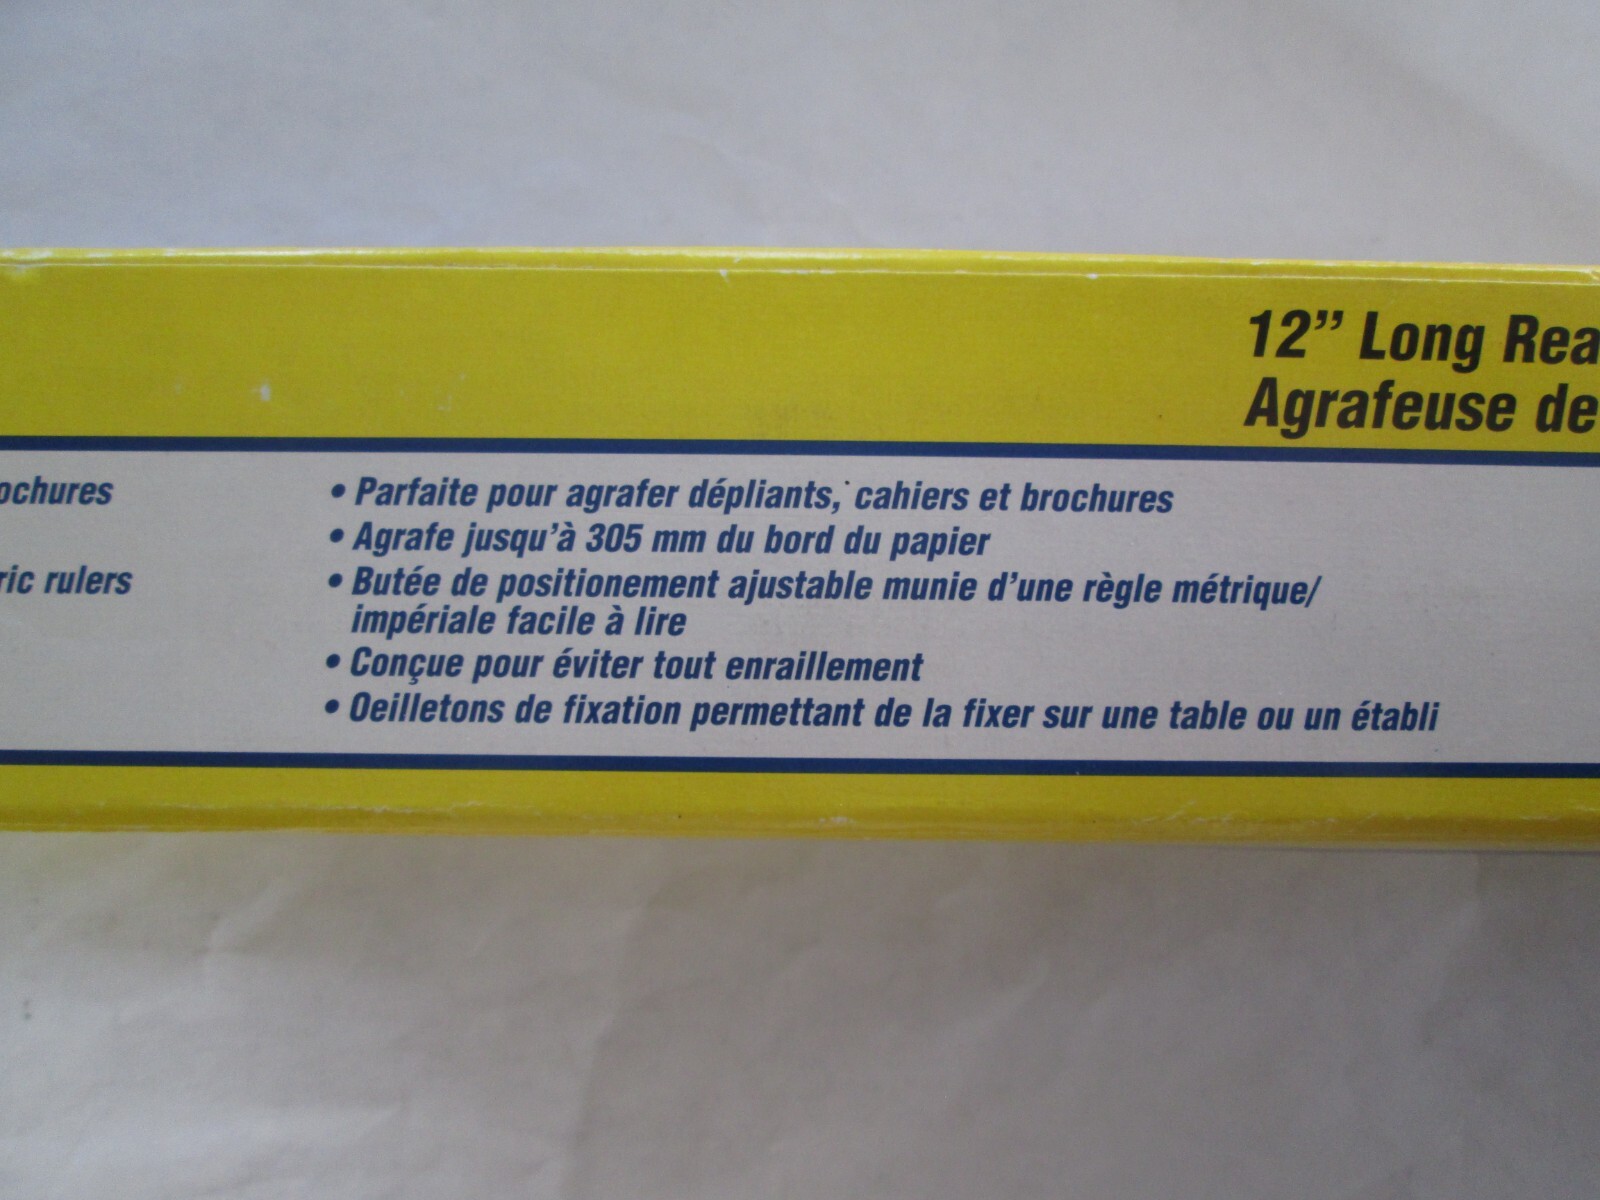 12” Long Rea
Agrafeuse de
ochures
ric rulers
• Parfaite pour agrafer dépliants, cahiers et brochures
• Agrafe jusqu’à 305 mm du bord du papier
• Butée de positionement ajustable munie d’une règle métrique/
impériale facile à lire
• Conçue pour éviter tout enraillement
• Oeilletons de fixation permettant de la fixer sur une table ou un établi